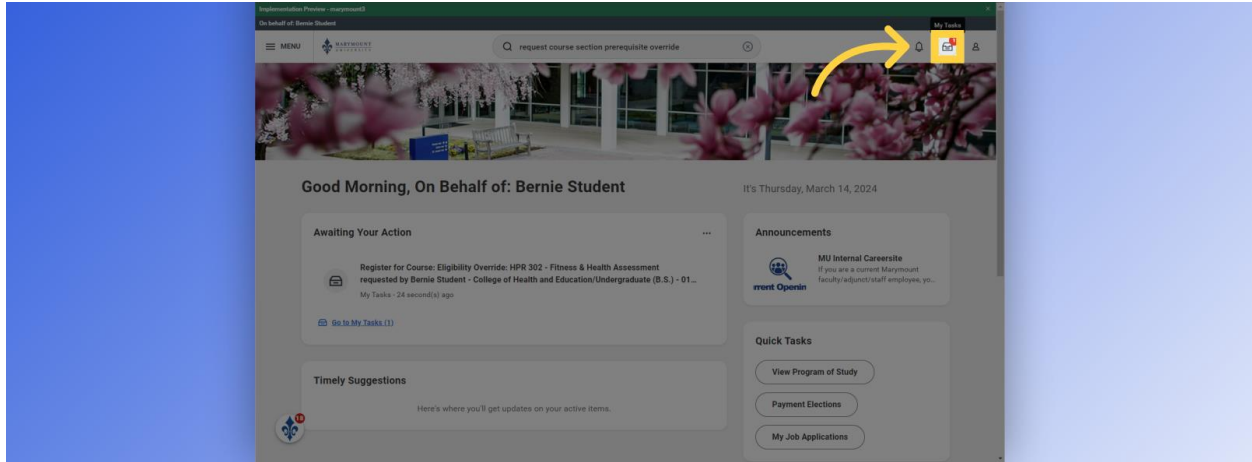 Implementation Preview - marymount3
On behalf of: Bernie Student
My Tasks
MENU
MARYMOUNT
UNIVERSITY
request course section prerequisite override
1
Good Morning, On Behalf of: Bernie Student
It's Thursday, March 14, 2024
Awaiting Your Action
Register for Course: Eligibility Override: HPR 302 - Fitness & Health Assessment
requested by Bernie Student - College of Health and Education/Undergraduate (B.S.) - 01...
My Tasks - 24 second(s) ago
Go to My Tasks (1)
Timely Suggestions
Here's where you'll get updates on your active items.
19
Announcements
rrent Openin
MU Internal Careersite
If you are a current Marymount
faculty/adjunct/staff employee, yo...
Quick Tasks
View Program of Study
Payment Elections
My Job Applications